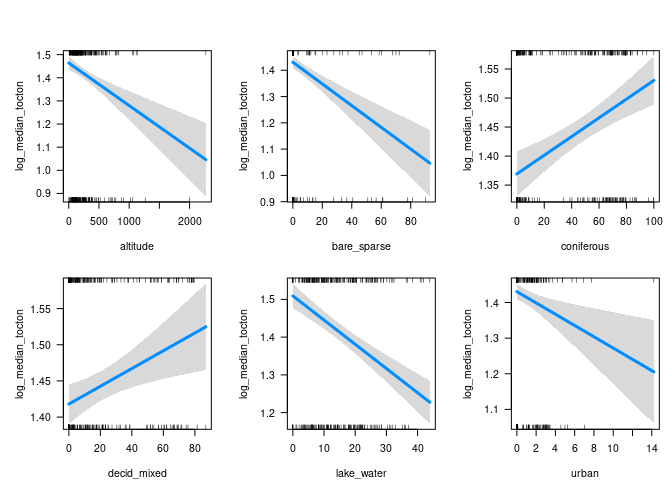 1.5
1.4
1.3
1.2
1.1
1.0
0.9
log_median_tocton
0 500 1000 2000
altitude
1.4
1.3
1.2
1.1
1.0
0.9
log_median_tocton
0 20 40 60 80
bare_sparse
1.55
1.50
1.45
1.40
1.35
log_median_tocton
0 20 40 60 80 100
coniferous
1.55
1.50
1.45
1.40
log_median_tocton
0 20 40 60 80
decid_mixed
1.5
1.4
1.3
1.2
log_median_tocton
0 10 20 30 40
lake_water
1.4
1.3
1.2
1.1
log_median_tocton
0 2 4 6 8 10 12 14
urban